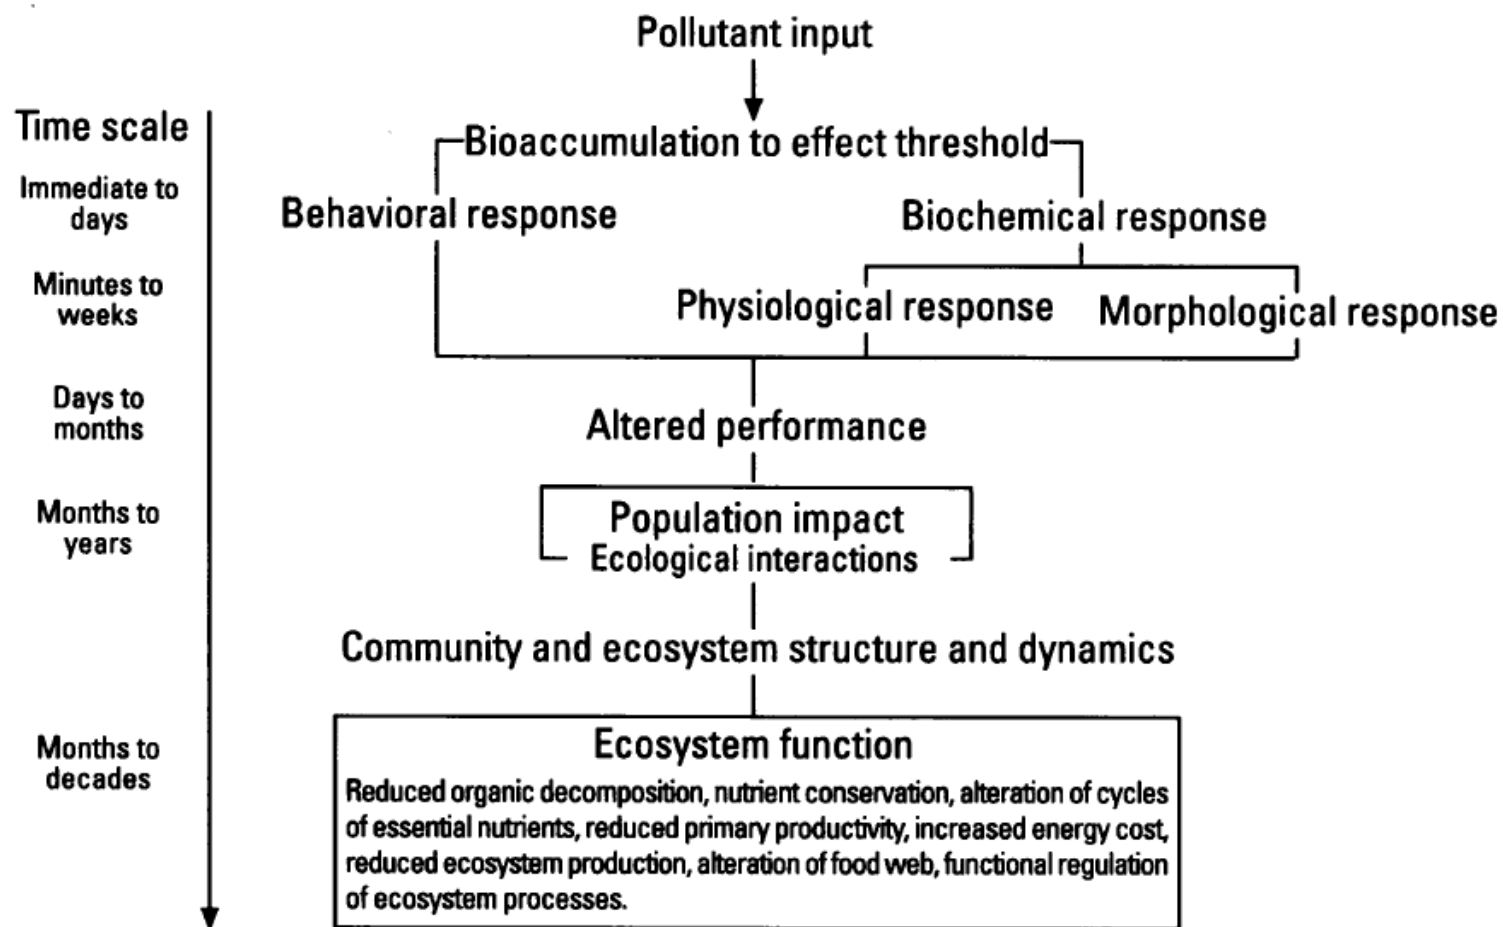 Pollutant input
Time scale
Bioaccumulation to effect threshold
Immediate to
days
Behavioral response
Biochemical response
Minutes to
weeks
Physiological response
Morphological response
Days to
months
Altered performance
Months to
years
Population impact
Ecological interactions
Community and ecosystem structure and dynamics
Months to
decades
Ecosystem function
Reduced organic decomposition, nutrient conservation, alteration of cycles
of essential nutrients, reduced primary productivity, increased energy cost,
reduced ecosystem production, alteration of food web, functional regulation
of ecosystem processes.